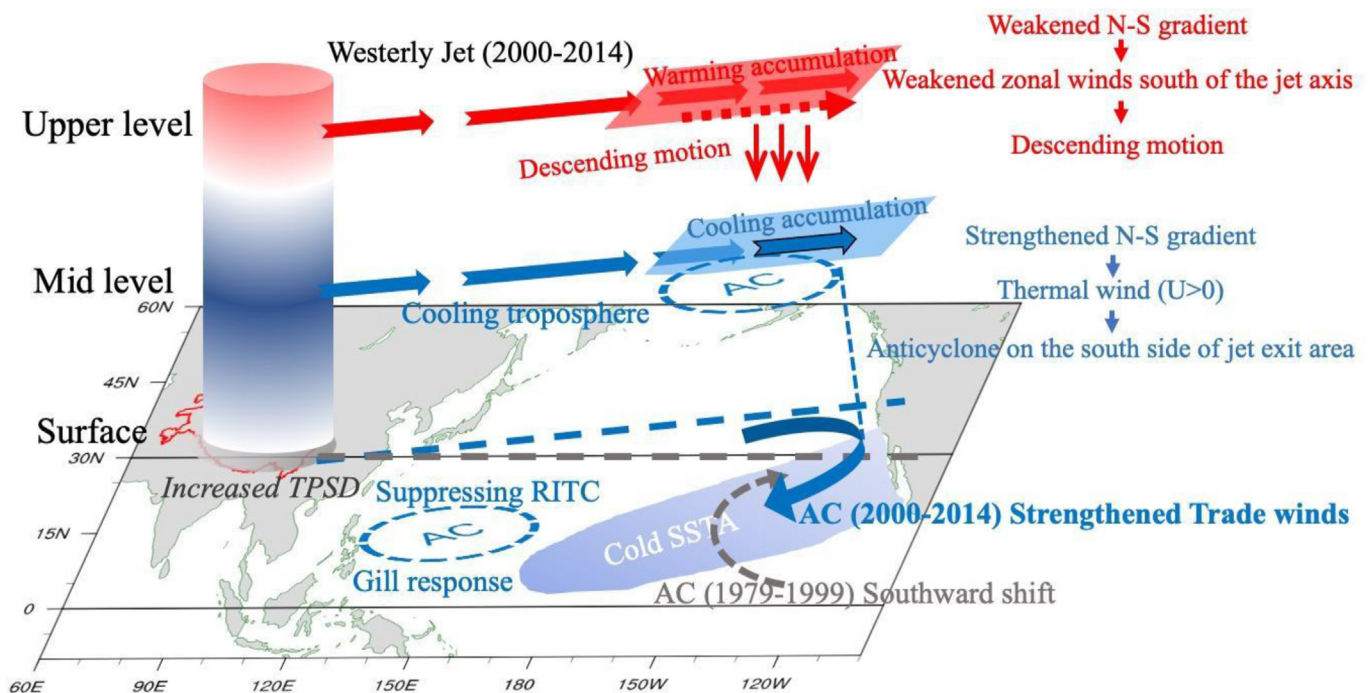 Weakened N-S gradient
Westerly Jet (2000-2014)
Warming accumulation
Weakened zonal winds south of the jet axis
Upper level
Descending motion
Descending motion
Cooling accumulation
Strengthened N-S gradient
Mid level
AC
Thermal wind (U>0)
60N
Cooling troposphere
Anticyclone on the south side of jet exit area
45N
Surface
30N
Increased TPSD
Suppressing RITC
AC (2000-2014) Strengthened Trade winds
15N
AC
Cold SSTA
Gill response
AC (1979-1999) Southward shift
0
60E 90E 120E 150E 180 150W 120W